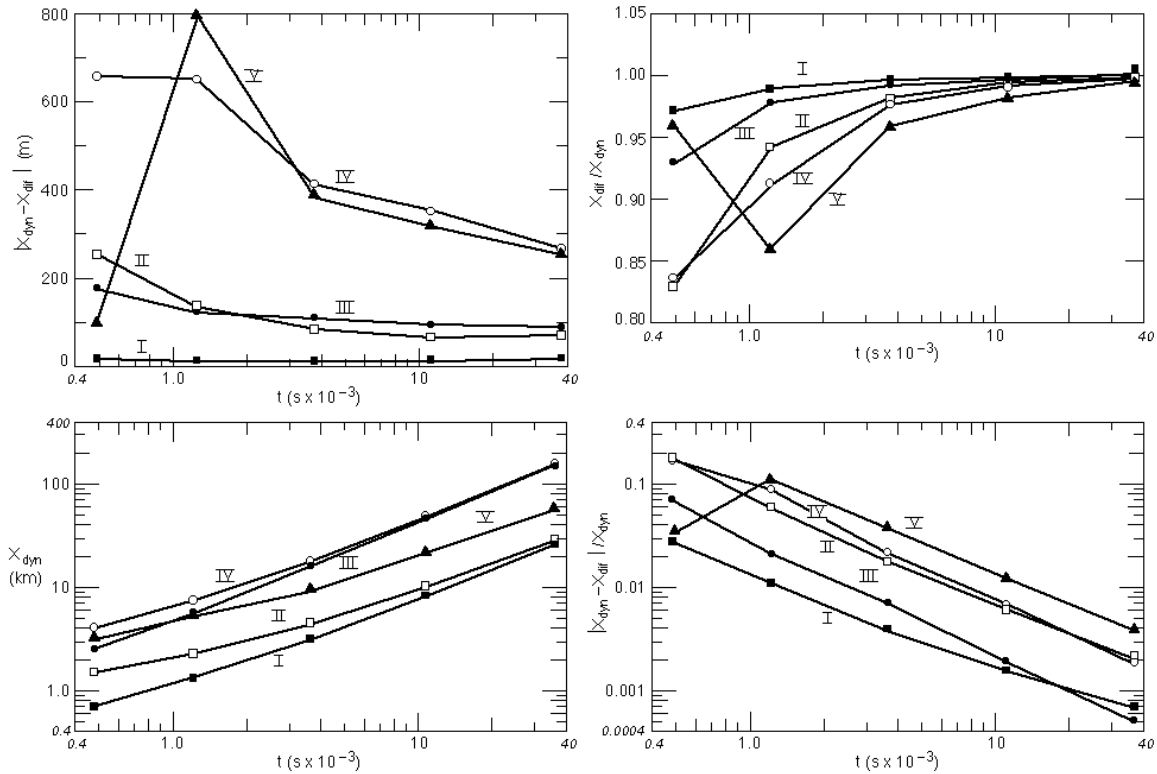 800
600
400
200
0
0.4
1.0
10
40
t (s x 10⁻³)
|X_dyn–X_dif| (m)
V
IV
II
III
I
1.05
1.00
0.95
0.90
0.85
0.80
0.4
1.0
10
40
t (s x 10⁻³)
X_dif/X_dyn
I
III
II
IV
V
400
100
10
1.0
0.4
1.0
10
40
t (s x 10⁻³)
X_dyn
(km)
V
III
IV
II
I
0.4
0.1
0.01
0.001
0.0004
0.4
1.0
10
40
t (s x 10⁻³)
|X_dyn–X_dif|/X_dyn
IV
V
II
III
I